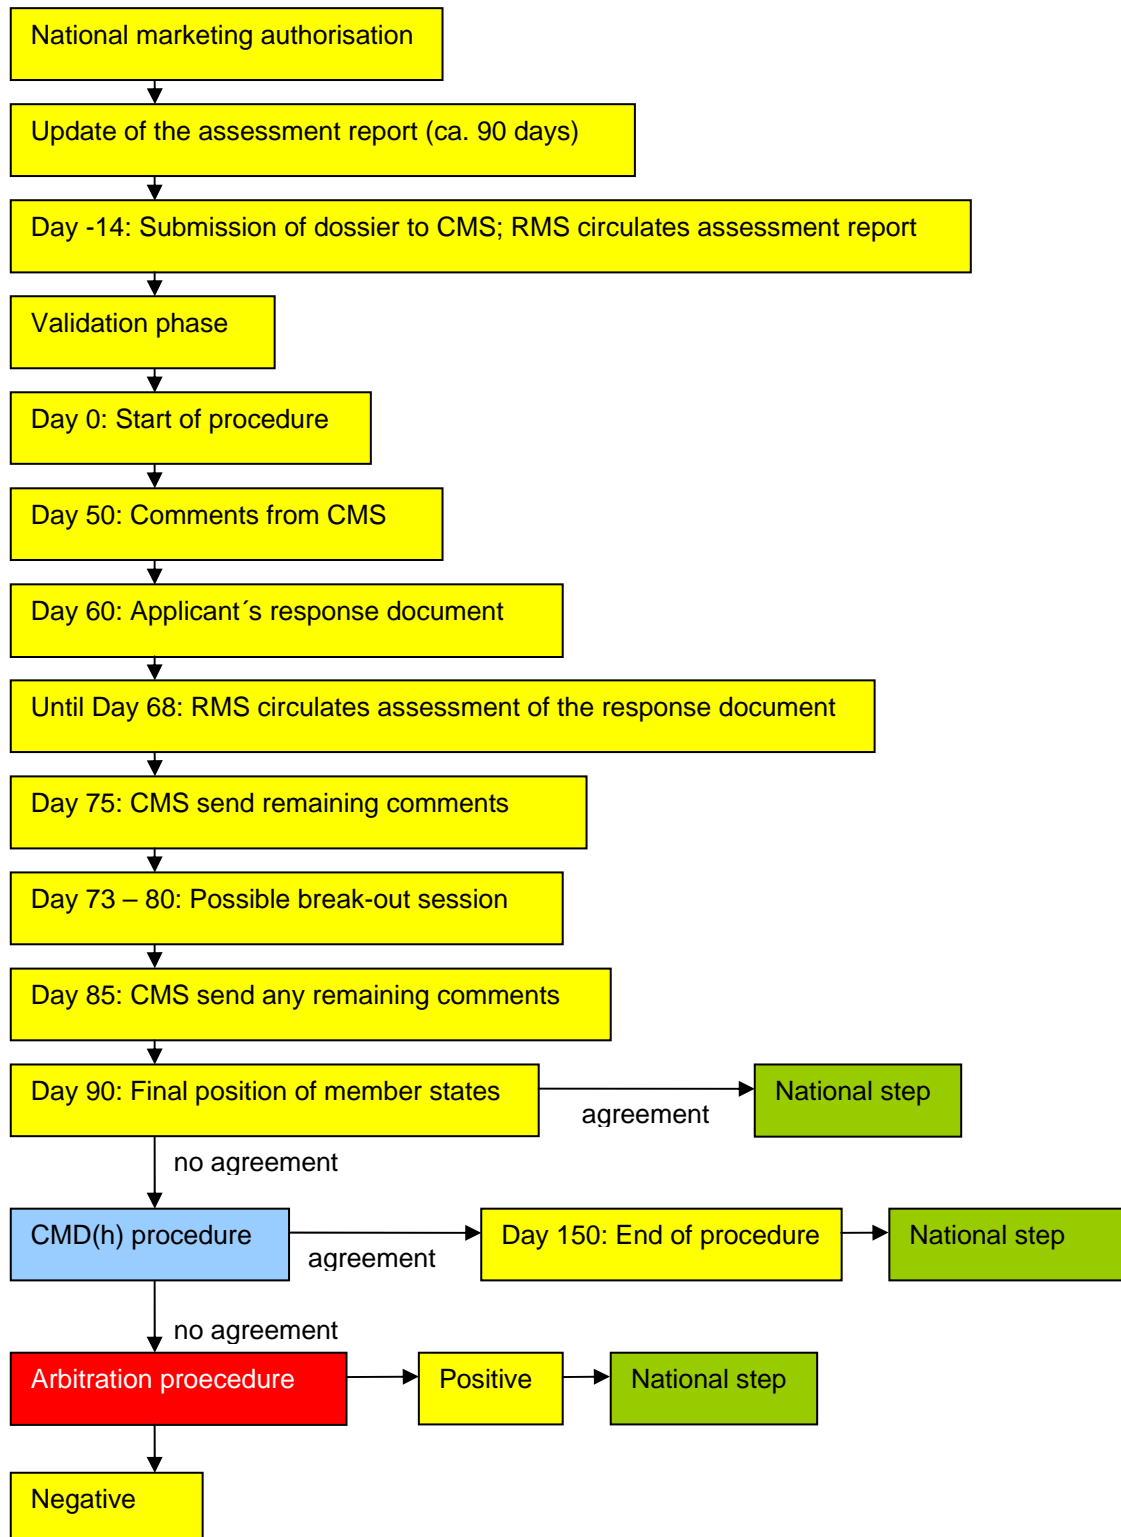 National marketing authorisation
Update of the assessment report (ca. 90 days)
Day -14: Submission of dossier to CMS; RMS circulates assessment report
Validation phase
Day 0: Start of procedure
Day 50: Comments from CMS
Day 60: Applicant´s response document
Until Day 68: RMS circulates assessment of the response document
Day 75: CMS send remaining comments
Day 73 – 80: Possible break-out session
Day 85: CMS send any remaining comments
Day 90: Final position of member states
agreement
National step
no agreement
CMD(h) procedure
agreement
Day 150: End of procedure
National step
no agreement
Arbitration proecedure
Positive
National step
Negative